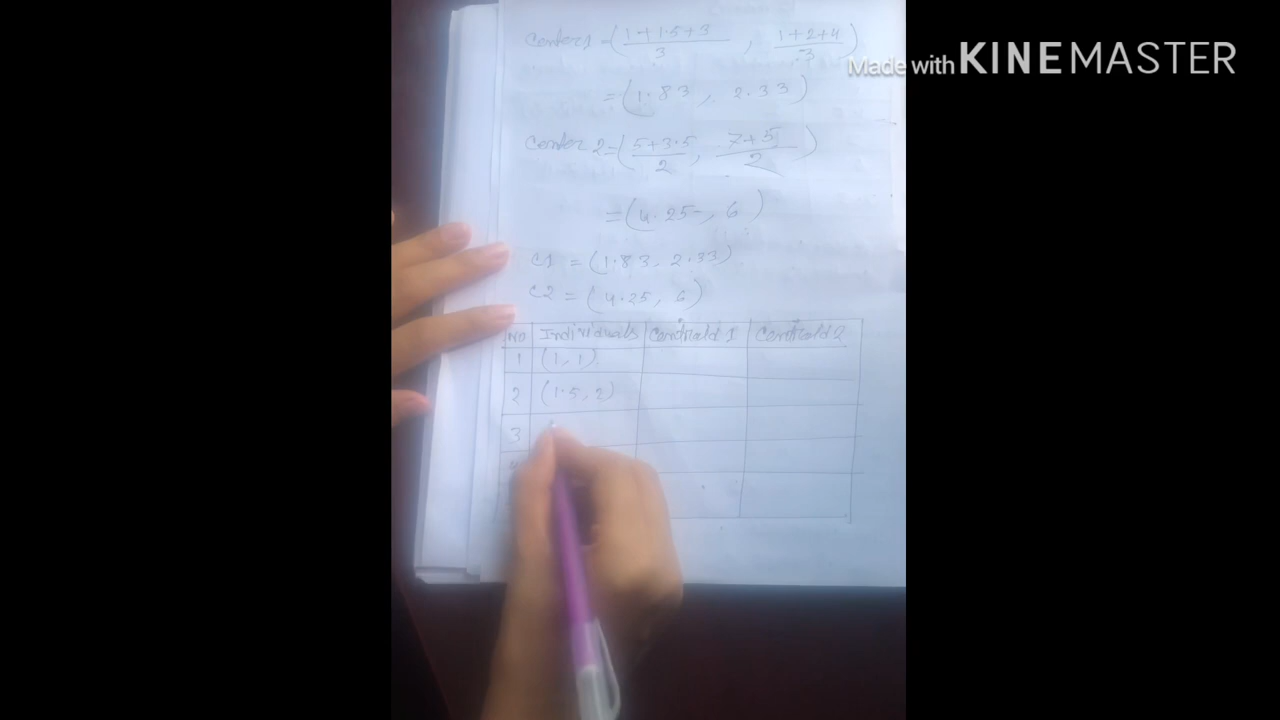 Center1 = (1+1.5+3/3 , 1+2+4/3)
Made with KINEMASTER
= (1.83, 2.33)
Center 2 = (5+3.5/2, 7+5/2)
= (4.25, 6)
C1 = (1.83, 2.33)
C2 = (4.25, 6)
NO Individuals Centroid 1 Centroid 2
1 (1, 1)
2 (1.5, 2)
3